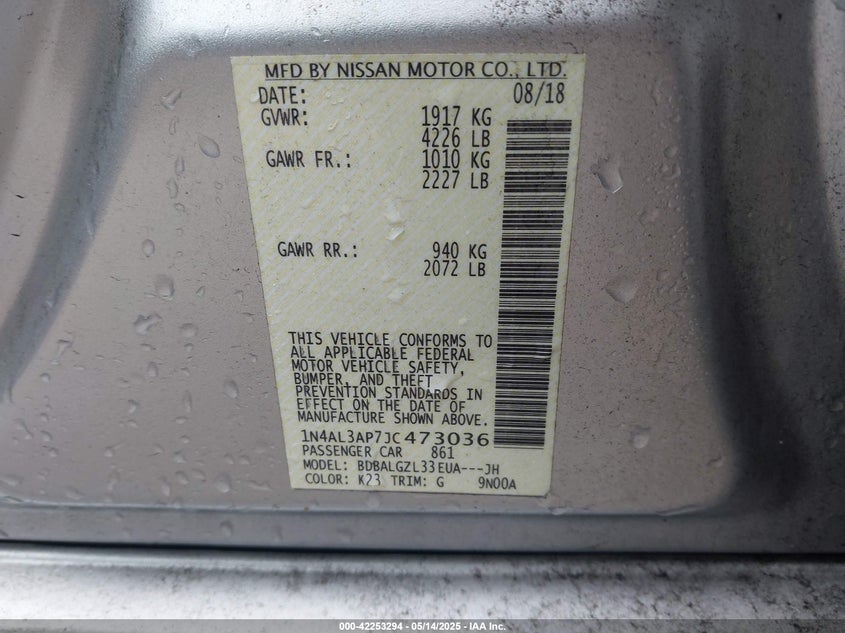 MFD BY NISSAN MOTOR CO., LTD.
DATE: 08/18
GVWR: 1917 KG
4226 LB
GAWR FR.: 1010 KG
2227 LB
GAWR RR.: 940 KG
2072 LB
THIS VEHICLE CONFORMS TO
ALL APPLICABLE FEDERAL
MOTOR VEHICLE SAFETY,
BUMPER, AND THEFT
PREVENTION STANDARDS IN
EFFECT ON THE DATE OF
MANUFACTURE SHOWN ABOVE.
1N4AL3AP7JC473036
PASSENGER CAR 861
MODEL: BDBALGZL33EUA---JH
COLOR: K23 TRIM: G 9N00A
000-42253294 - 05/14/2025 - IAA Inc.